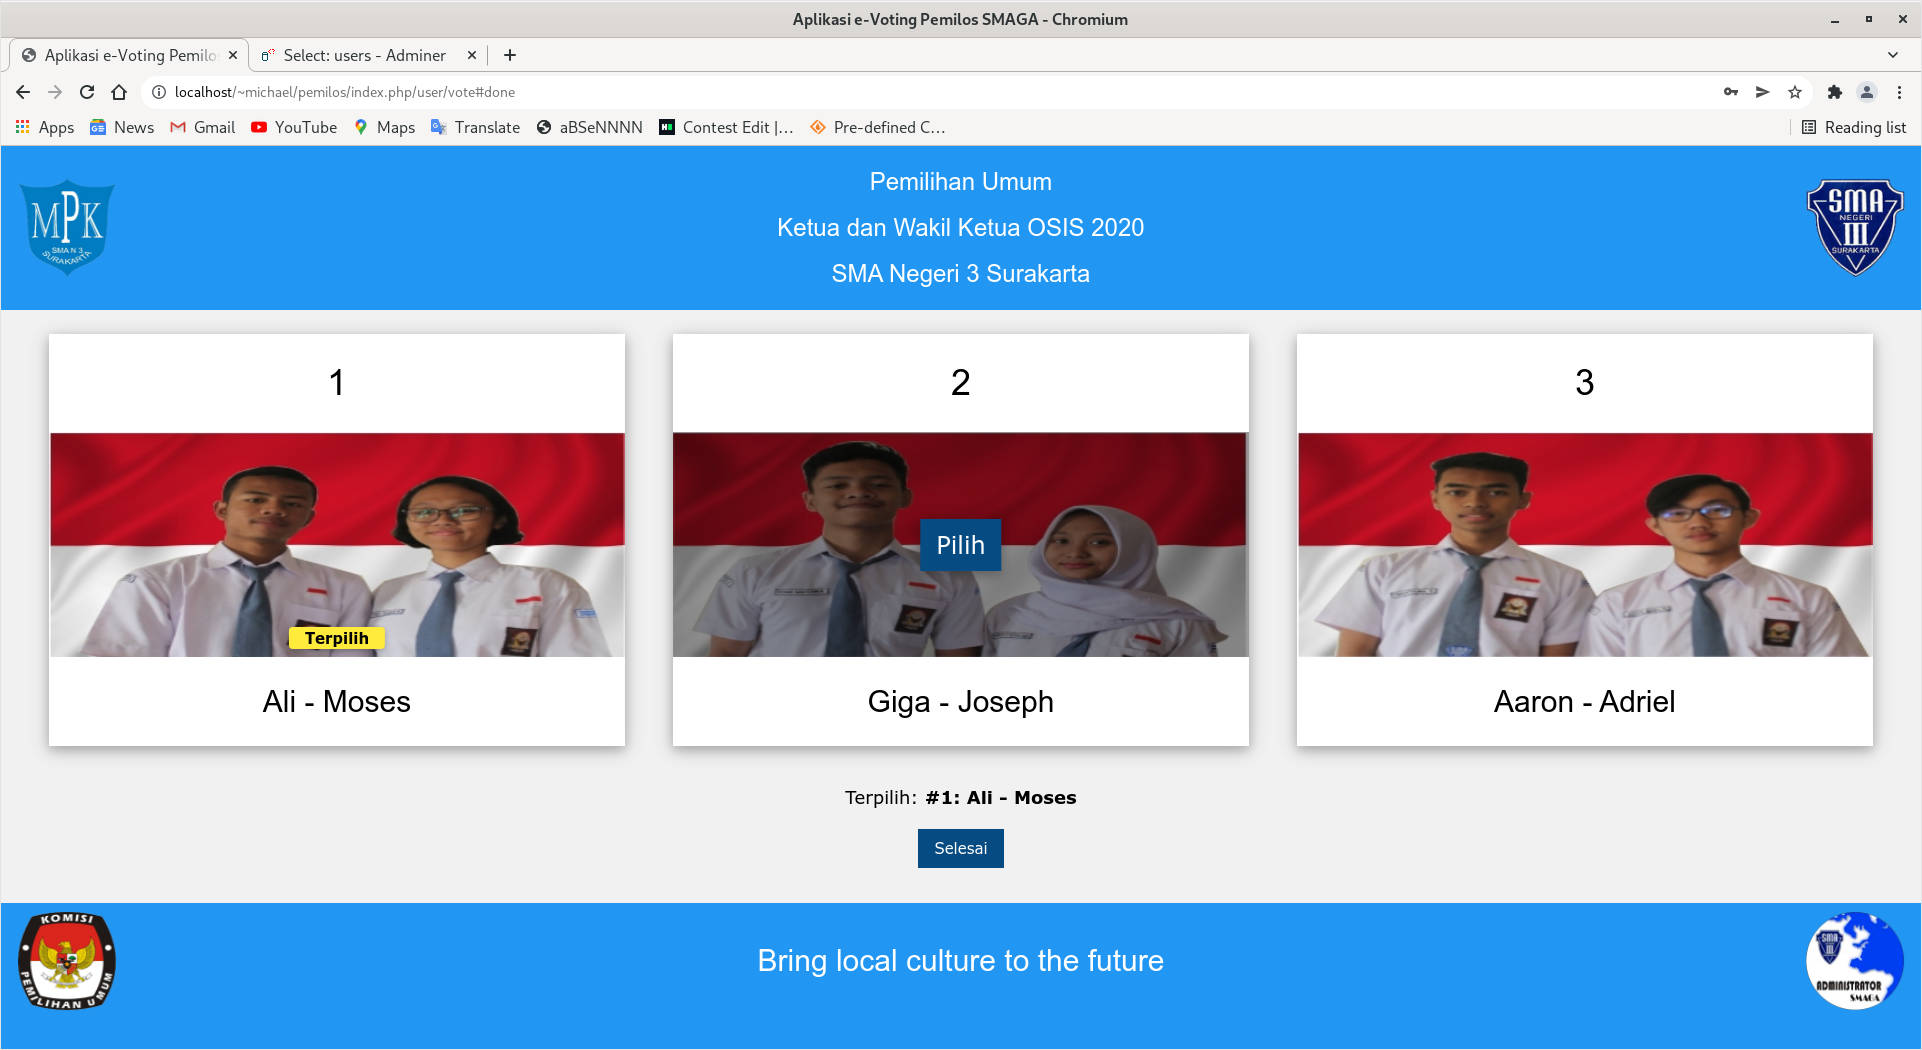 Aplikasi e-Voting Pemilos SMAGA - Chromium
Aplikasi e-Voting Pemilo
Select: users - Adminer
localhost/~michael/pemilos/index.php/user/vote#done
Apps
News
Gmail
YouTube
Maps
Translate
aBSeNNNN
Contest Edit |...
Pre-defined C...
Reading list
MPK
SMA N 3
SURAKARTA
Pemilihan Umum
Ketua dan Wakil Ketua OSIS 2020
SMA Negeri 3 Surakarta
SMA
NEGERI
III
SURAKARTA
1
2
3
Terpilih
Pilih
Ali - Moses
Giga - Joseph
Aaron - Adriel
Terpilih: #1: Ali - Moses
Selesai
KOMISI
PEMILIHAN UMUM
Bring local culture to the future
SMA
III
ADMINISTRATOR
SMAGA